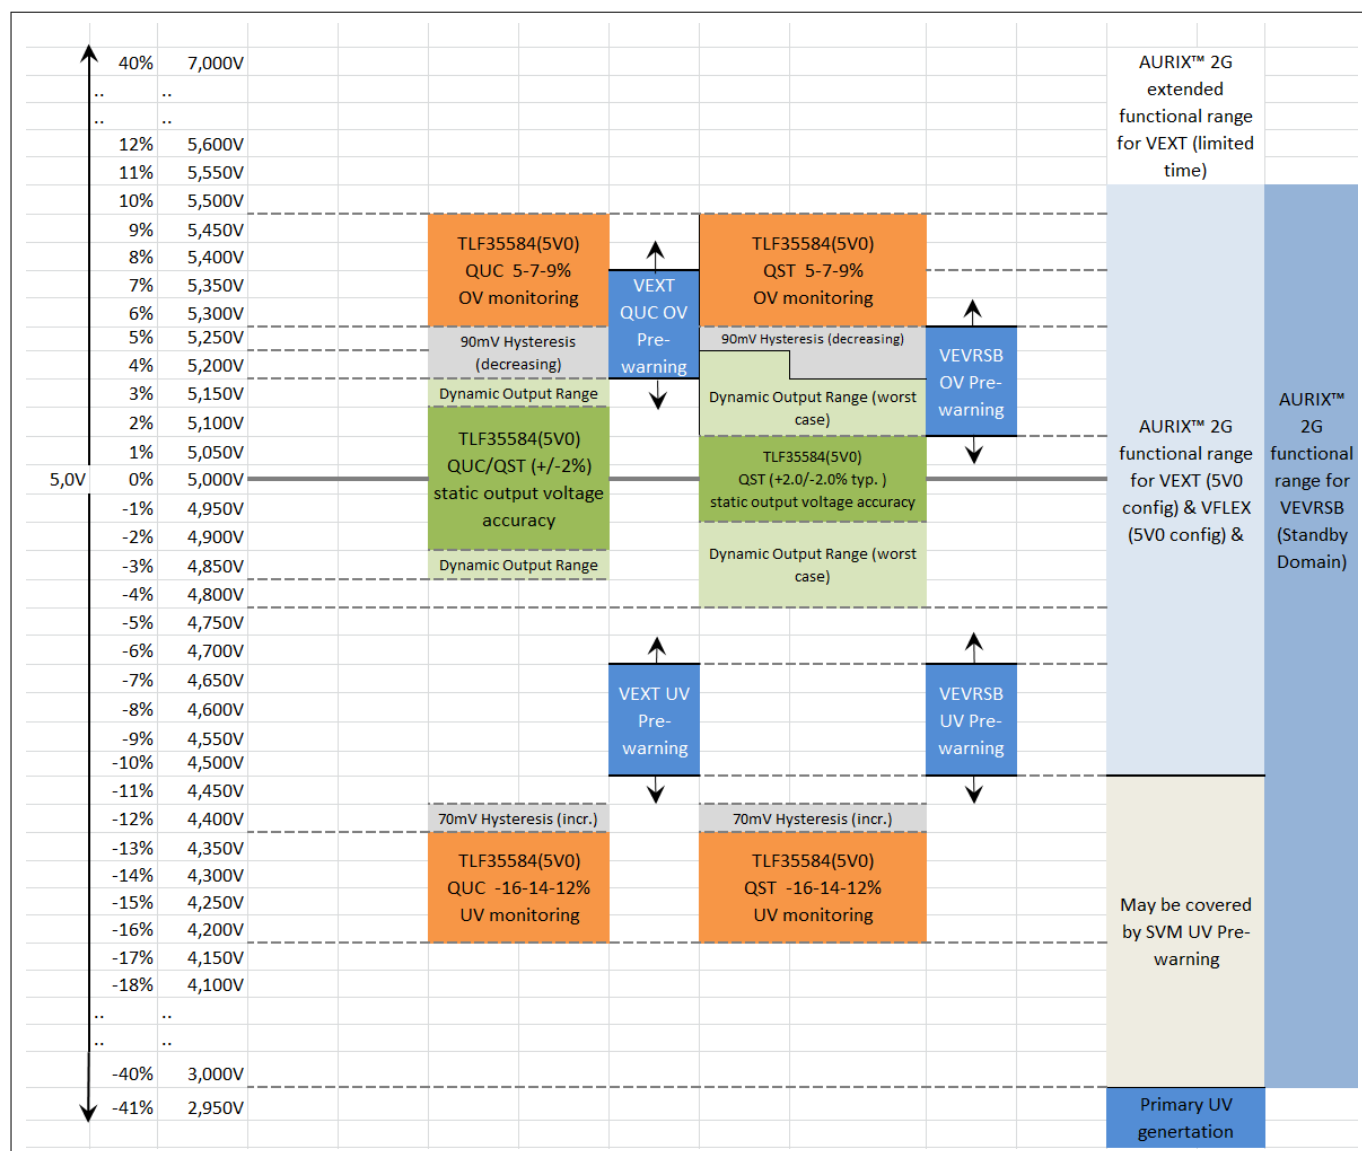 40% 7,000V
.. ..
.. ..
12% 5,600V
11% 5,550V
10% 5,500V
9% 5,450V
8% 5,400V
7% 5,350V
6% 5,300V
5% 5,250V
4% 5,200V
3% 5,150V
2% 5,100V
1% 5,050V
5,0V 0% 5,000V
-1% 4,950V
-2% 4,900V
-3% 4,850V
-4% 4,800V
-5% 4,750V
-6% 4,700V
-7% 4,650V
-8% 4,600V
-9% 4,550V
-10% 4,500V
-11% 4,450V
-12% 4,400V
-13% 4,350V
-14% 4,300V
-15% 4,250V
-16% 4,200V
-17% 4,150V
-18% 4,100V
.. ..
.. ..
-40% 3,000V
-41% 2,950V
TLF35584(5V0)
QUC 5-7-9%
OV monitoring
90mV Hysteresis
(decreasing)
Dynamic Output Range
TLF35584(5V0)
QUC/QST (+/-2%)
static output voltage
accuracy
Dynamic Output Range
70mV Hysteresis (incr.)
TLF35584(5V0)
QUC -16-14-12%
UV monitoring
VEXT
QUC OV
Pre-
warning
VEXT UV
Pre-
warning
TLF35584(5V0)
QST 5-7-9%
OV monitoring
90mV Hysteresis (decreasing)
Dynamic Output Range (worst
case)
TLF35584(5V0)
QST (+2.0/-2.0% typ. )
static output voltage accuracy
Dynamic Output Range (worst
case)
70mV Hysteresis (incr.)
TLF35584(5V0)
QST -16-14-12%
UV monitoring
VEVRSB
OV Pre-
warning
VEVRSB
UV Pre-
warning
AURIX™ 2G
extended
functional range
for VEXT (limited
time)
AURIX™ 2G
functional range
for VEXT (5V0
config) & VFLEX
(5V0 config) &
May be covered
by SVM UV Pre-
warning
Primary UV
genertation
AURIX™
2G
functional
range for
VEVRSB
(Standby
Domain)